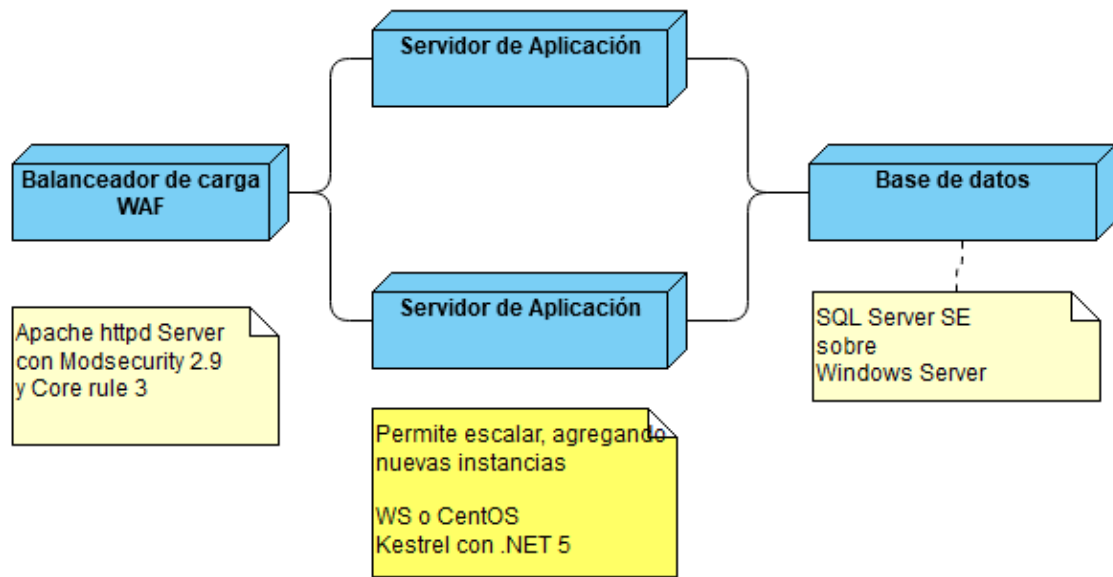 Servidor de Aplicación
Balanceador de carga
WAF
Base de datos
Servidor de Aplicación
Apache httpd Server
con Modsecurity 2.9
y Core rule 3
SQL Server SE
sobre
Windows Server
Permite escalar, agregando
nuevas instancias
WS o CentOS
Kestrel con .NET 5